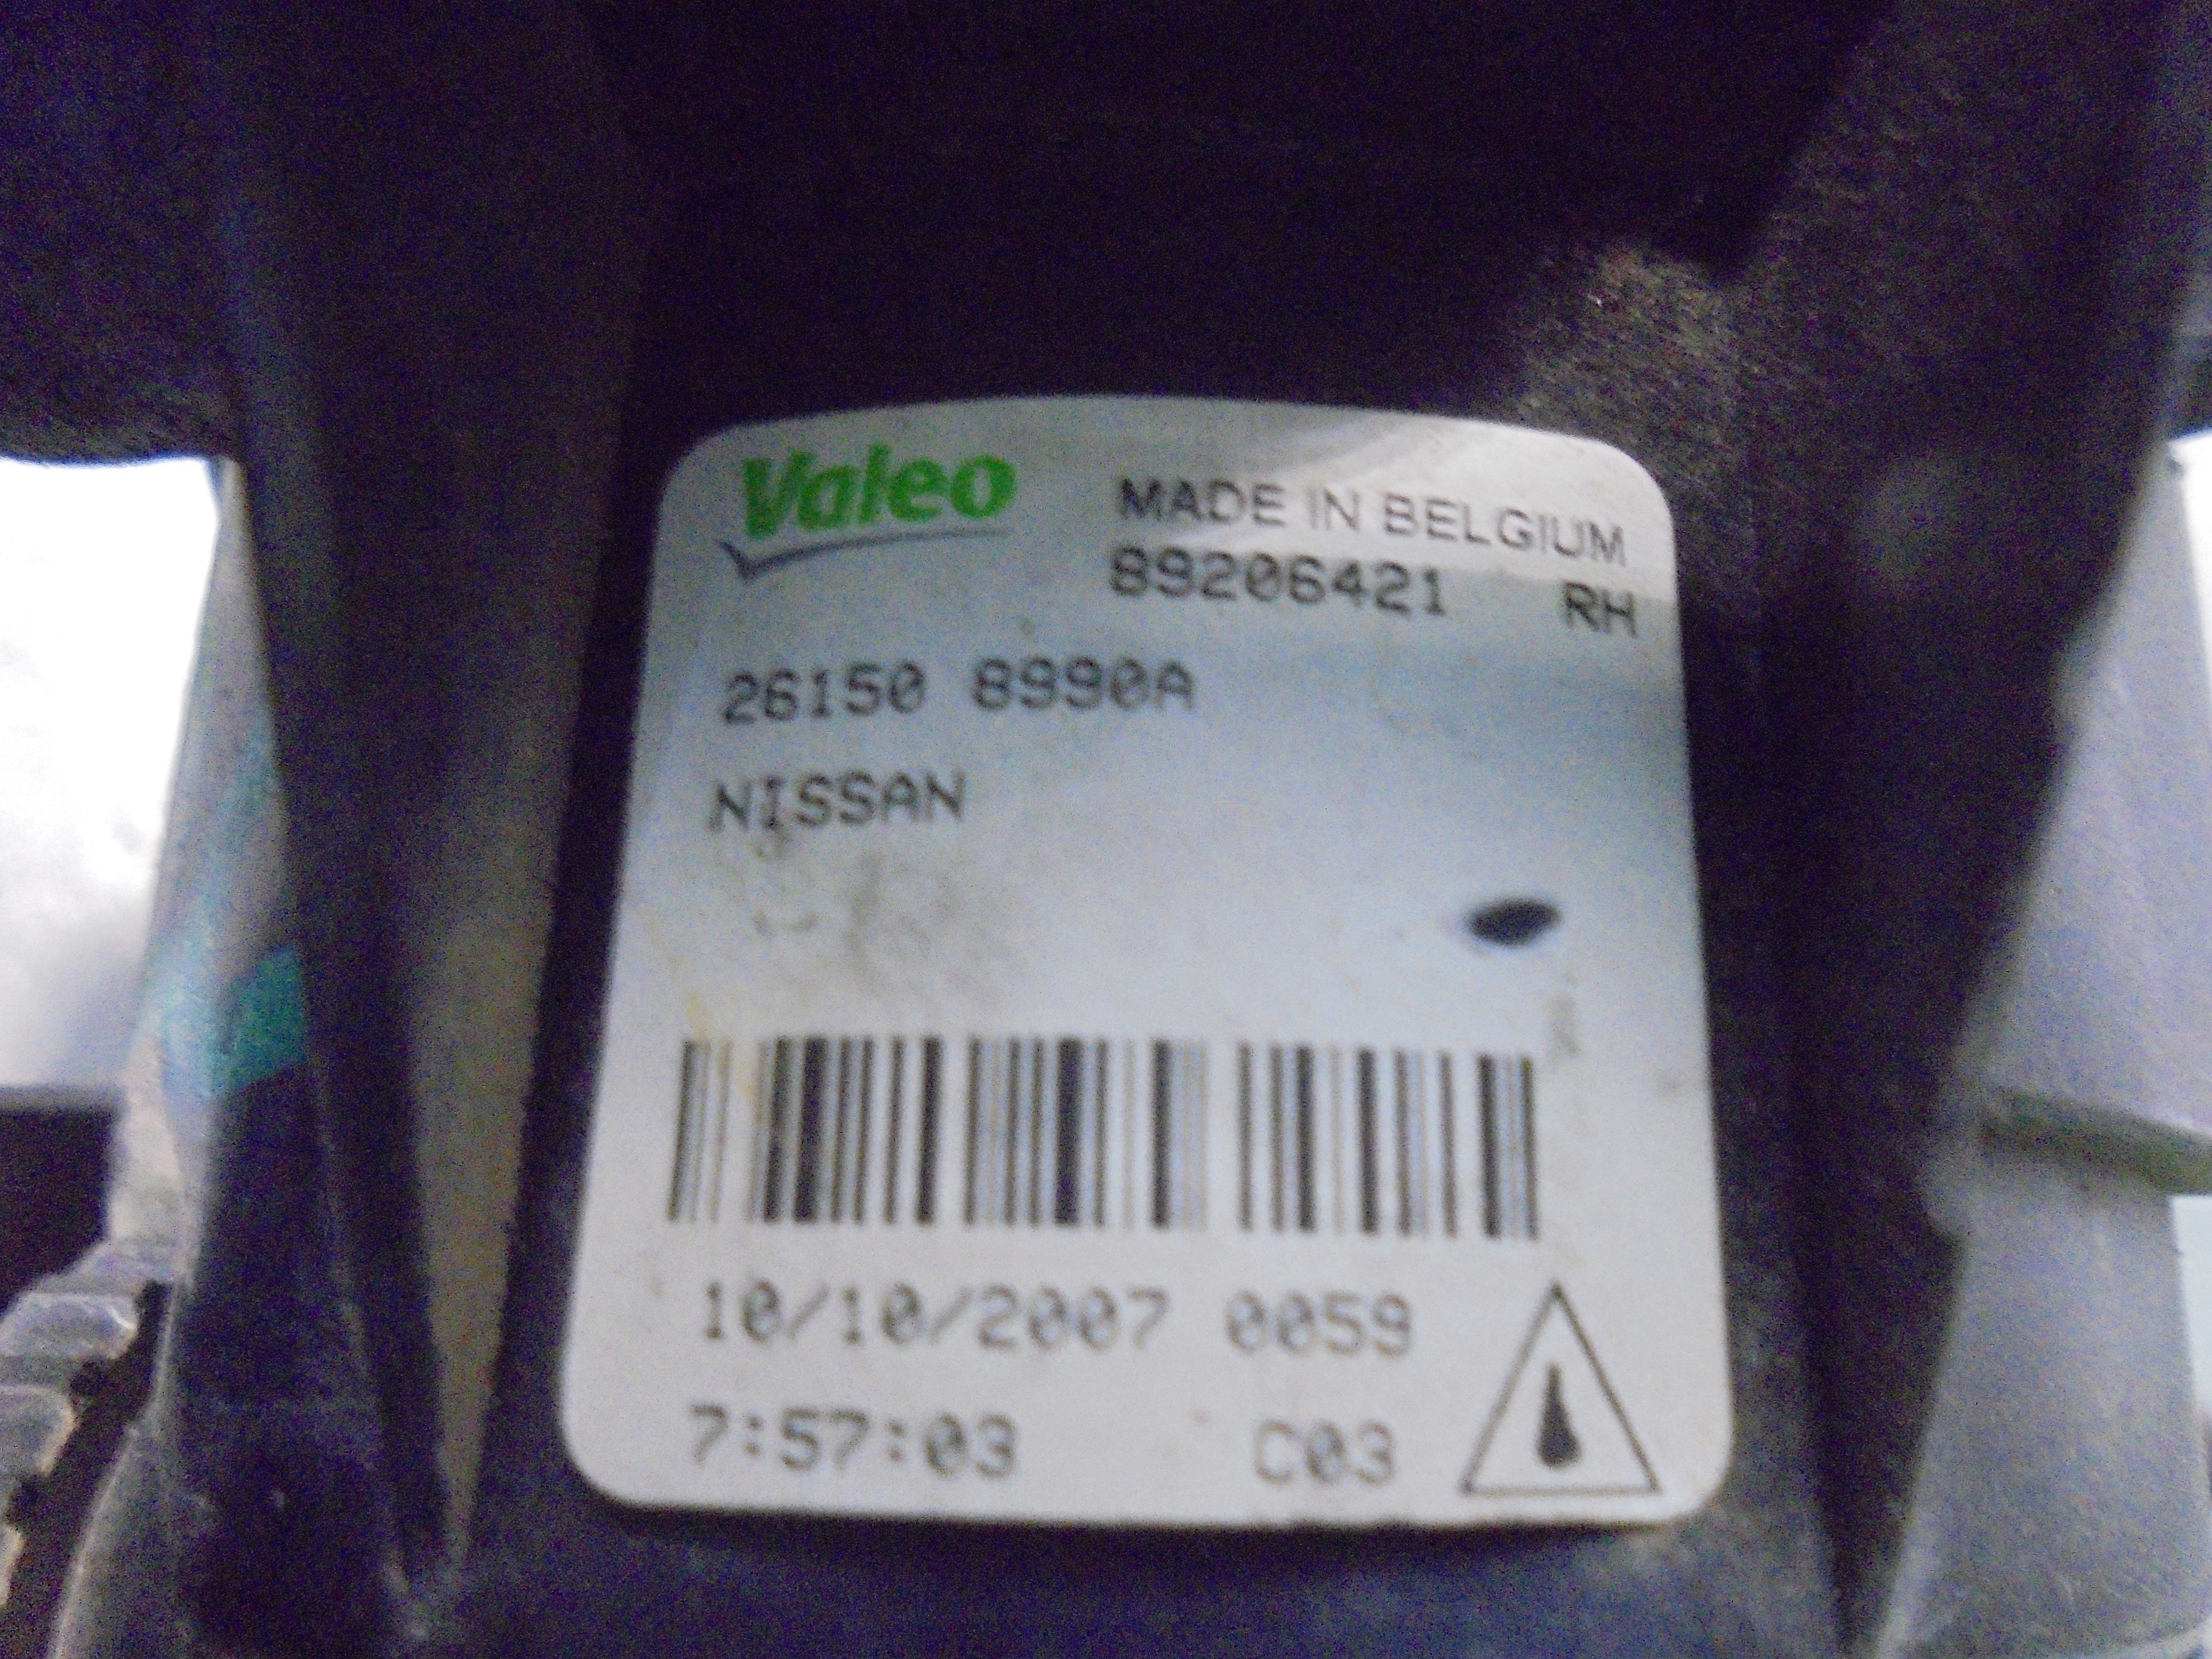 Valeo
MADE IN BELGIUM
89206421 RH
26150 8990A
NISSAN
10/10/2007 0059
7:57:03 C03